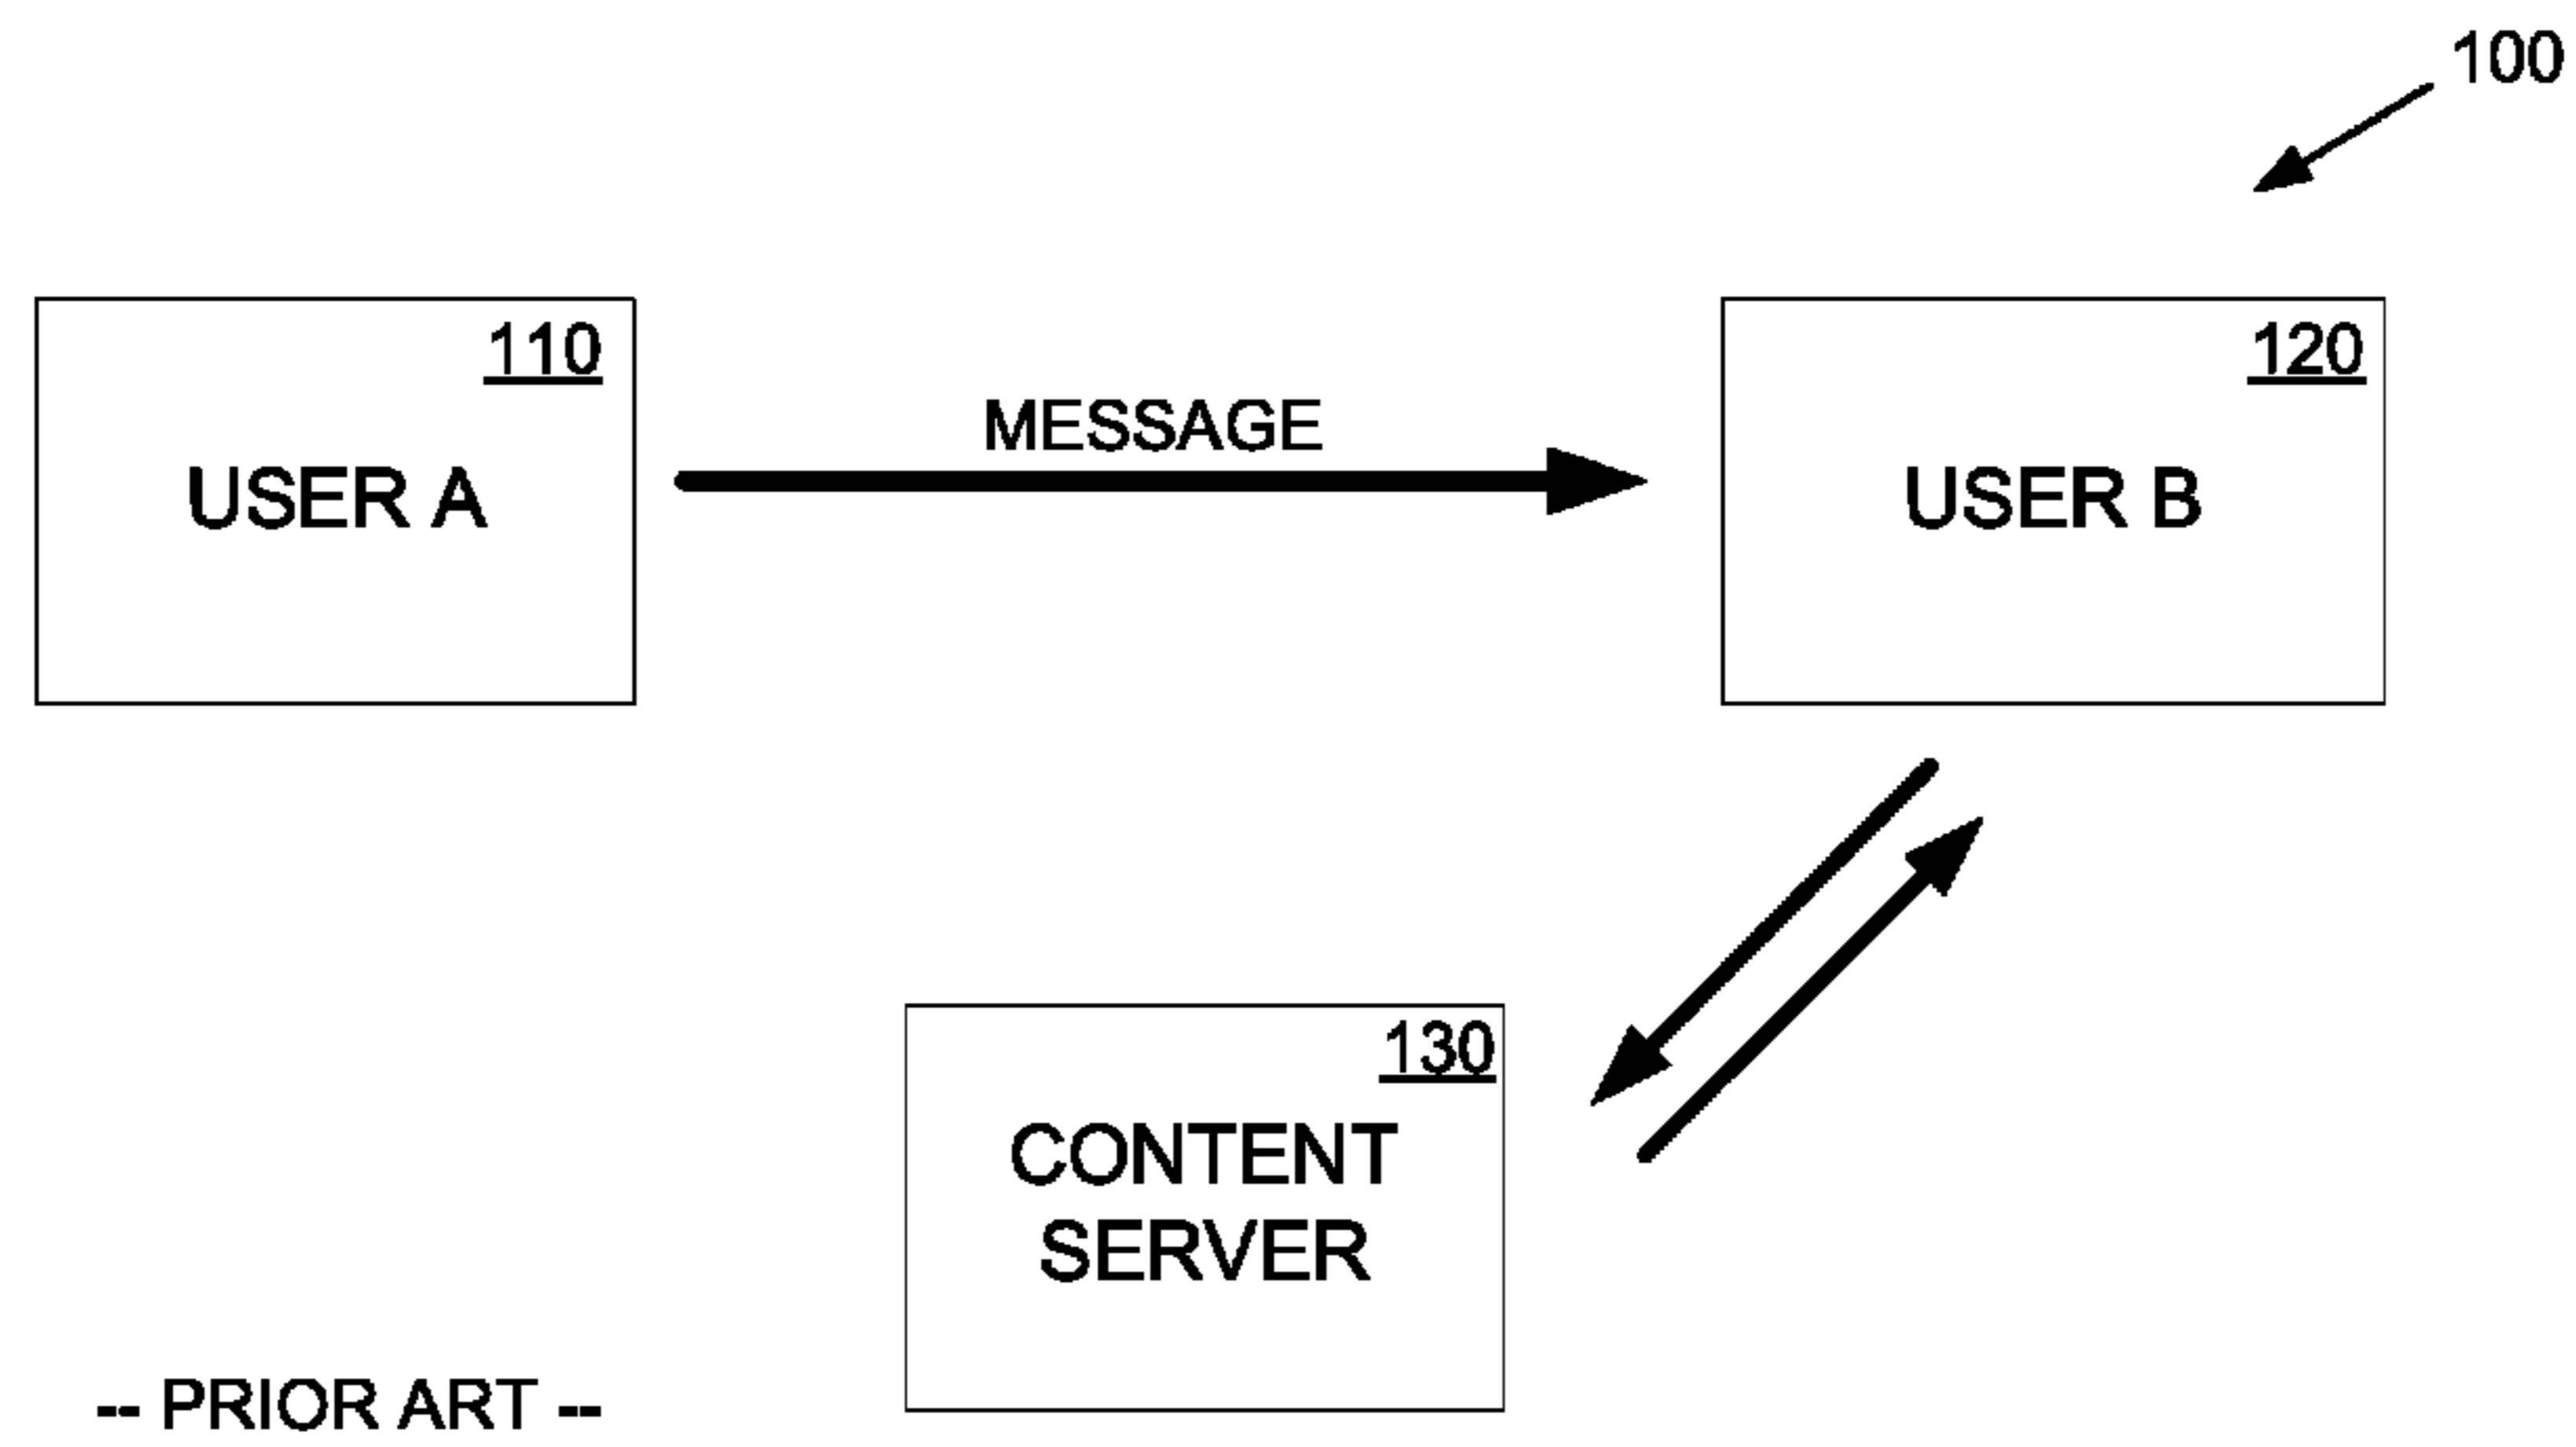 100
110
USER A
MESSAGE
120
USER B
130
CONTENT
SERVER
-- PRIOR ART --